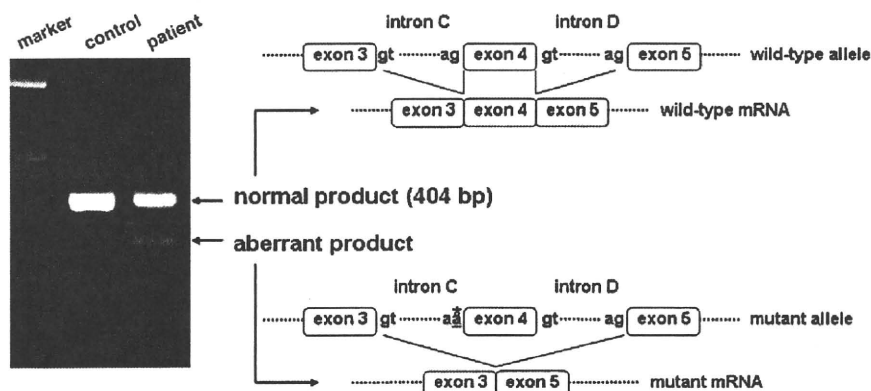 marker control patient
intron C intron D
exon 3 gt ag exon 4 gt ag exon 5 wild-type allele
exon 3 exon 4 exon 5 wild-type mRNA
normal product (404 bp)
aberrant product
intron C intron D
exon 3 gt exon 4 gt ag exon 5 mutant allele
exon 3 exon 5 mutant mRNA